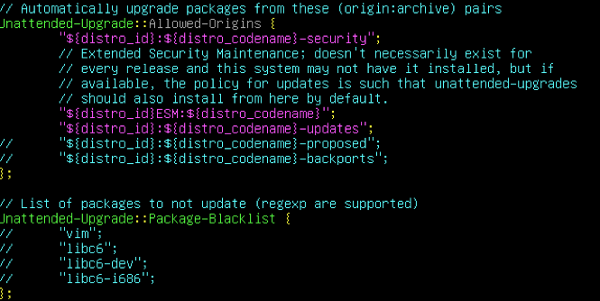 // Automatically upgrade packages from these (origin:archive) pairs
Unattended-Upgrade::Allowed-Origins {
        "${distro_id}:${distro_codename}-security";
        // Extended Security Maintenance; doesn't necessarily exist for
        // every release and this system may not have it installed, but if
        // available, the policy for updates is such that unattended-upgrades
        // should also install from here by default.
        "${distro_id}ESM:${distro_codename}";
        "${distro_id}:${distro_codename}-updates";
//      "${distro_id}:${distro_codename}-proposed";
//      "${distro_id}:${distro_codename}-backports";
};
// List of packages to not update (regexp are supported)
Unattended-Upgrade::Package-Blacklist {
//      "vim";
//      "libc6";
//      "libc6-dev";
//      "libc6-i686";
};